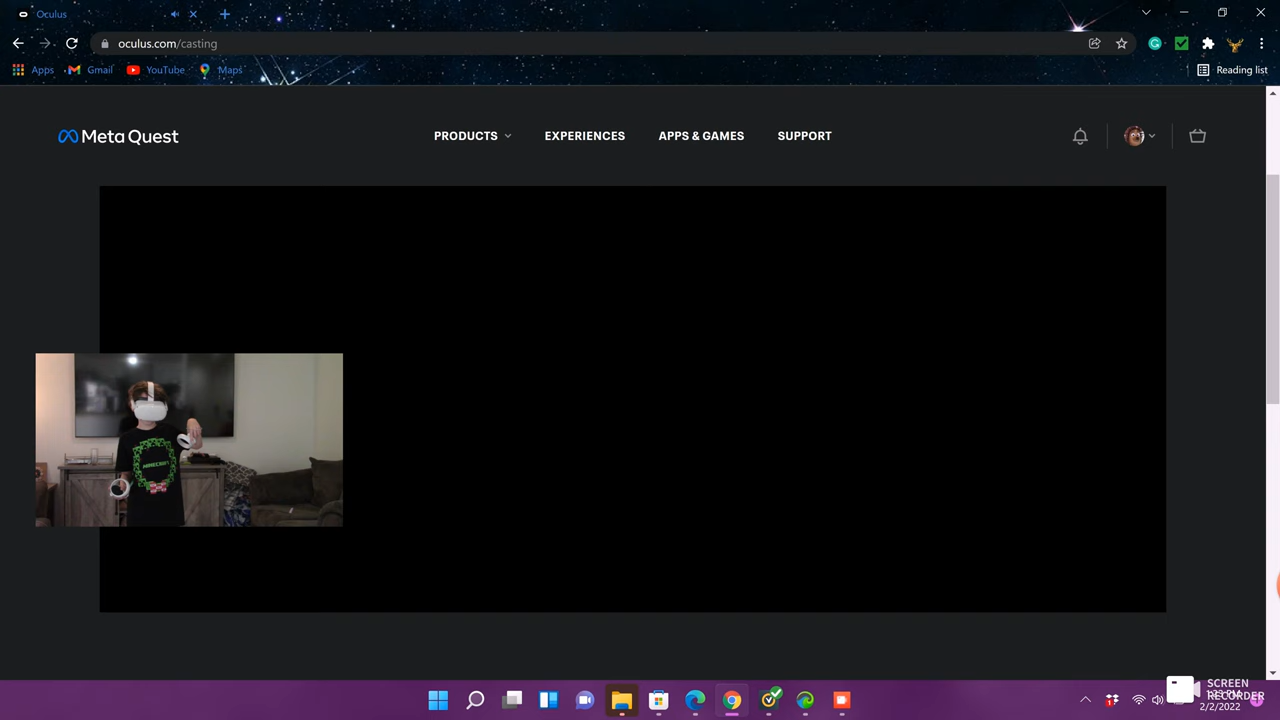 Oculus
oculus.com/casting
Apps Gmail YouTube Maps Reading list
Meta Quest PRODUCTS EXPERIENCES APPS & GAMES SUPPORT
MINECRAFT
SCREEN
RECORDER
2/2/2022